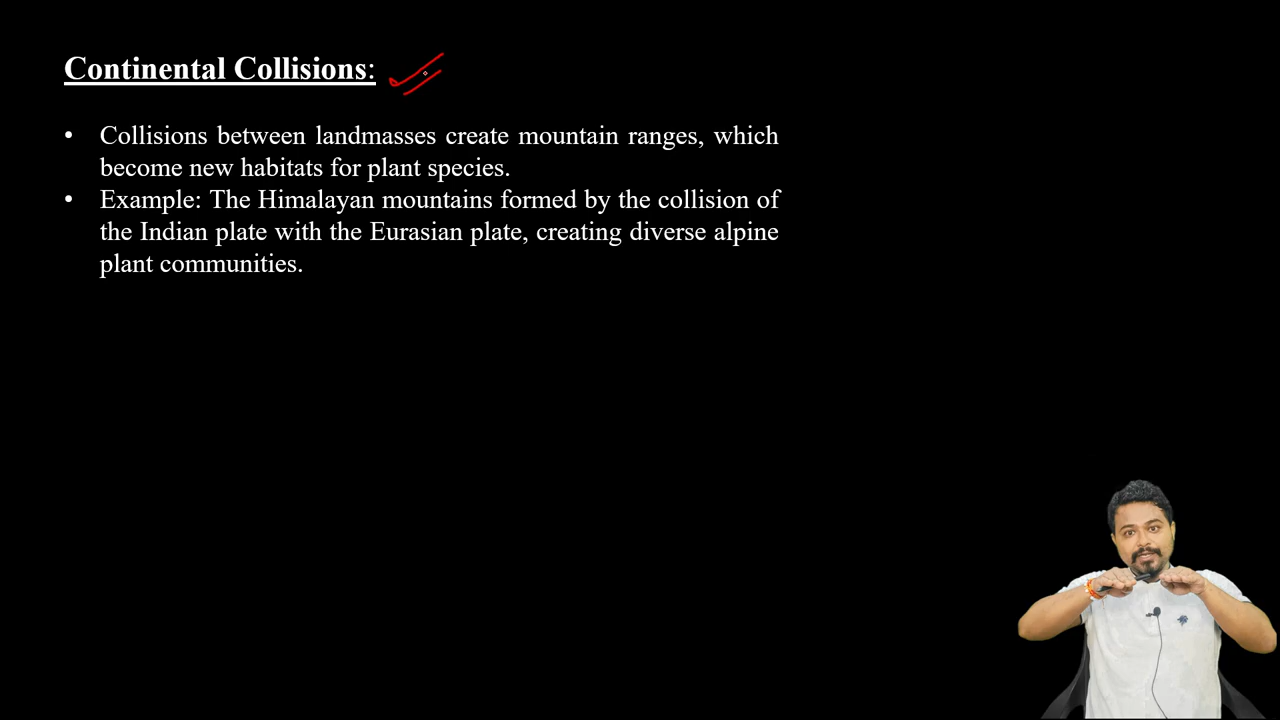 Continental Collisions:
• Collisions between landmasses create mountain ranges, which
become new habitats for plant species.
• Example: The Himalayan mountains formed by the collision of
the Indian plate with the Eurasian plate, creating diverse alpine
plant communities.